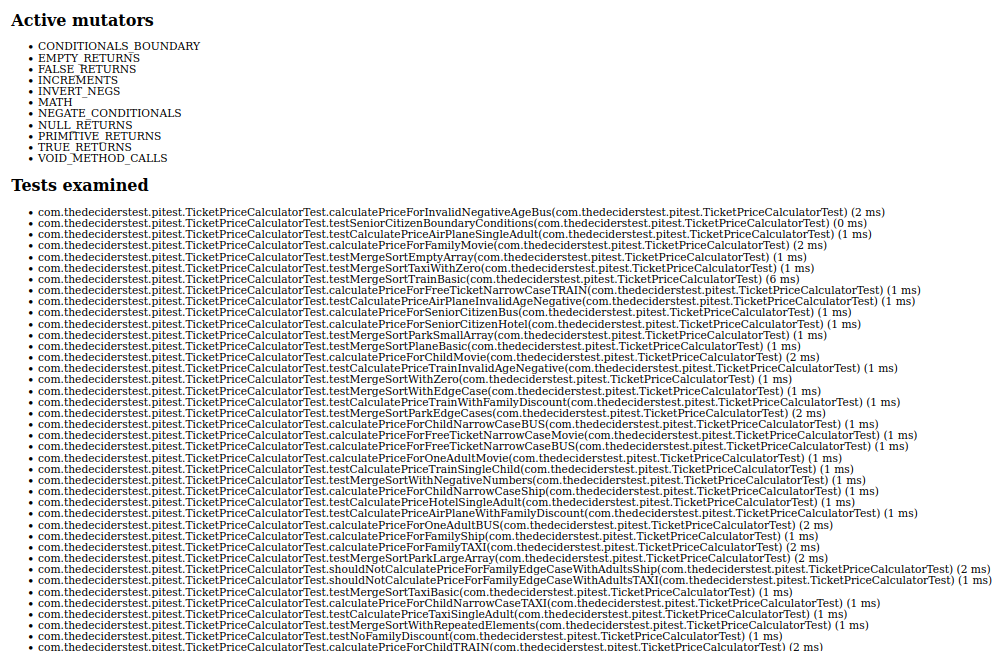 Active mutators
• CONDITIONALS_BOUNDARY
• EMPTY_RETURNS
• FALSE_RETURNS
• INCREMENTS
• INVERT_NEGS
• MATH
• NEGATE_CONDITIONALS
• NULL_RETURNS
• PRIMITIVE_RETURNS
• TRUE_RETURNS
• VOID_METHOD_CALLS
Tests examined
• com.thedeciderstest.pitest.TicketPriceCalculatorTest.calculatePriceForInvalidNegativeAgeBus(com.thedeciderstest.pitest.TicketPriceCalculatorTest) (2 ms)
• com.thedeciderstest.pitest.TicketPriceCalculatorTest.testSeniorCitizenBoundaryConditions(com.thedeciderstest.pitest.TicketPriceCalculatorTest) (0 ms)
• com.thedeciderstest.pitest.TicketPriceCalculatorTest.testCalculatePriceAirPlaneSingleAdult(com.thedeciderstest.pitest.TicketPriceCalculatorTest) (1 ms)
• com.thedeciderstest.pitest.TicketPriceCalculatorTest.calculatePriceForFamilyMovie(com.thedeciderstest.pitest.TicketPriceCalculatorTest) (2 ms)
• com.thedeciderstest.pitest.TicketPriceCalculatorTest.testMergeSortEmptyArray(com.thedeciderstest.pitest.TicketPriceCalculatorTest) (1 ms)
• com.thedeciderstest.pitest.TicketPriceCalculatorTest.testMergeSortTaxiWithZero(com.thedeciderstest.pitest.TicketPriceCalculatorTest) (1 ms)
• com.thedeciderstest.pitest.TicketPriceCalculatorTest.testMergeSortTrainBasic(com.thedeciderstest.pitest.TicketPriceCalculatorTest) (6 ms)
• com.thedeciderstest.pitest.TicketPriceCalculatorTest.calculatePriceForFreeTicketNarrowCaseTRAIN(com.thedeciderstest.pitest.TicketPriceCalculatorTest) (1 ms)
• com.thedeciderstest.pitest.TicketPriceCalculatorTest.testCalculatePriceAirPlaneInvalidAgeNegative(com.thedeciderstest.pitest.TicketPriceCalculatorTest) (1 ms)
• com.thedeciderstest.pitest.TicketPriceCalculatorTest.calculatePriceForSeniorCitizenBus(com.thedeciderstest.pitest.TicketPriceCalculatorTest) (1 ms)
• com.thedeciderstest.pitest.TicketPriceCalculatorTest.calculatePriceForSeniorCitizenHotel(com.thedeciderstest.pitest.TicketPriceCalculatorTest) (1 ms)
• com.thedeciderstest.pitest.TicketPriceCalculatorTest.testMergeSortParkSmallArray(com.thedeciderstest.pitest.TicketPriceCalculatorTest) (1 ms)
• com.thedeciderstest.pitest.TicketPriceCalculatorTest.testMergeSortPlaneBasic(com.thedeciderstest.pitest.TicketPriceCalculatorTest) (1 ms)
• com.thedeciderstest.pitest.TicketPriceCalculatorTest.calculatePriceForChildMovie(com.thedeciderstest.pitest.TicketPriceCalculatorTest) (2 ms)
• com.thedeciderstest.pitest.TicketPriceCalculatorTest.testCalculatePriceTrainInvalidAgeNegative(com.thedeciderstest.pitest.TicketPriceCalculatorTest) (1 ms)
• com.thedeciderstest.pitest.TicketPriceCalculatorTest.testMergeSortWithZero(com.thedeciderstest.pitest.TicketPriceCalculatorTest) (1 ms)
• com.thedeciderstest.pitest.TicketPriceCalculatorTest.testMergeSortWithEdgeCase(com.thedeciderstest.pitest.TicketPriceCalculatorTest) (1 ms)
• com.thedeciderstest.pitest.TicketPriceCalculatorTest.testCalculatePriceTrainWithFamilyDiscount(com.thedeciderstest.pitest.TicketPriceCalculatorTest) (1 ms)
• com.thedeciderstest.pitest.TicketPriceCalculatorTest.testMergeSortParkEdgeCases(com.thedeciderstest.pitest.TicketPriceCalculatorTest) (2 ms)
• com.thedeciderstest.pitest.TicketPriceCalculatorTest.calculatePriceForChildNarrowCaseBUS(com.thedeciderstest.pitest.TicketPriceCalculatorTest) (1 ms)
• com.thedeciderstest.pitest.TicketPriceCalculatorTest.calculatePriceForFreeTicketNarrowCaseMovie(com.thedeciderstest.pitest.TicketPriceCalculatorTest) (1 ms)
• com.thedeciderstest.pitest.TicketPriceCalculatorTest.calculatePriceForFreeTicketNarrowCaseBUS(com.thedeciderstest.pitest.TicketPriceCalculatorTest) (1 ms)
• com.thedeciderstest.pitest.TicketPriceCalculatorTest.calculatePriceForOneAdultMovie(com.thedeciderstest.pitest.TicketPriceCalculatorTest) (1 ms)
• com.thedeciderstest.pitest.TicketPriceCalculatorTest.testCalculatePriceTrainSingleChild(com.thedeciderstest.pitest.TicketPriceCalculatorTest) (1 ms)
• com.thedeciderstest.pitest.TicketPriceCalculatorTest.testMergeSortWithNegativeNumbers(com.thedeciderstest.pitest.TicketPriceCalculatorTest) (1 ms)
• com.thedeciderstest.pitest.TicketPriceCalculatorTest.calculatePriceForChildNarrowCaseShip(com.thedeciderstest.pitest.TicketPriceCalculatorTest) (1 ms)
• com.thedeciderstest.pitest.TicketPriceCalculatorTest.testCalculatePriceHotelSingleAdult(com.thedeciderstest.pitest.TicketPriceCalculatorTest) (1 ms)
• com.thedeciderstest.pitest.TicketPriceCalculatorTest.testCalculatePriceAirPlaneWithFamilyDiscount(com.thedeciderstest.pitest.TicketPriceCalculatorTest) (1 ms)
• com.thedeciderstest.pitest.TicketPriceCalculatorTest.calculatePriceForOneAdultBUS(com.thedeciderstest.pitest.TicketPriceCalculatorTest) (2 ms)
• com.thedeciderstest.pitest.TicketPriceCalculatorTest.calculatePriceForFamilyShip(com.thedeciderstest.pitest.TicketPriceCalculatorTest) (1 ms)
• com.thedeciderstest.pitest.TicketPriceCalculatorTest.calculatePriceForFamilyTAXI(com.thedeciderstest.pitest.TicketPriceCalculatorTest) (2 ms)
• com.thedeciderstest.pitest.TicketPriceCalculatorTest.testMergeSortParkLargeArray(com.thedeciderstest.pitest.TicketPriceCalculatorTest) (2 ms)
• com.thedeciderstest.pitest.TicketPriceCalculatorTest.shouldNotCalculatePriceForFamilyEdgeCaseWithAdultsShip(com.thedeciderstest.pitest.TicketPriceCalculatorTest) (2 ms)
• com.thedeciderstest.pitest.TicketPriceCalculatorTest.shouldNotCalculatePriceForFamilyEdgeCaseWithAdultsTAXI(com.thedeciderstest.pitest.TicketPriceCalculatorTest) (1 ms)
• com.thedeciderstest.pitest.TicketPriceCalculatorTest.testMergeSortTaxiBasic(com.thedeciderstest.pitest.TicketPriceCalculatorTest) (1 ms)
• com.thedeciderstest.pitest.TicketPriceCalculatorTest.calculatePriceForChildNarrowCaseTAXI(com.thedeciderstest.pitest.TicketPriceCalculatorTest) (1 ms)
• com.thedeciderstest.pitest.TicketPriceCalculatorTest.testCalculatePriceTaxiSingleAdult(com.thedeciderstest.pitest.TicketPriceCalculatorTest) (1 ms)
• com.thedeciderstest.pitest.TicketPriceCalculatorTest.testMergeSortWithRepeatedElements(com.thedeciderstest.pitest.TicketPriceCalculatorTest) (1 ms)
• com.thedeciderstest.pitest.TicketPriceCalculatorTest.testNoFamilyDiscount(com.thedeciderstest.pitest.TicketPriceCalculatorTest) (1 ms)
• com.thedeciderstest.pitest.TicketPriceCalculatorTest.calculatePriceForChildTRAIN(com.thedeciderstest.pitest.TicketPriceCalculatorTest) (2 ms)